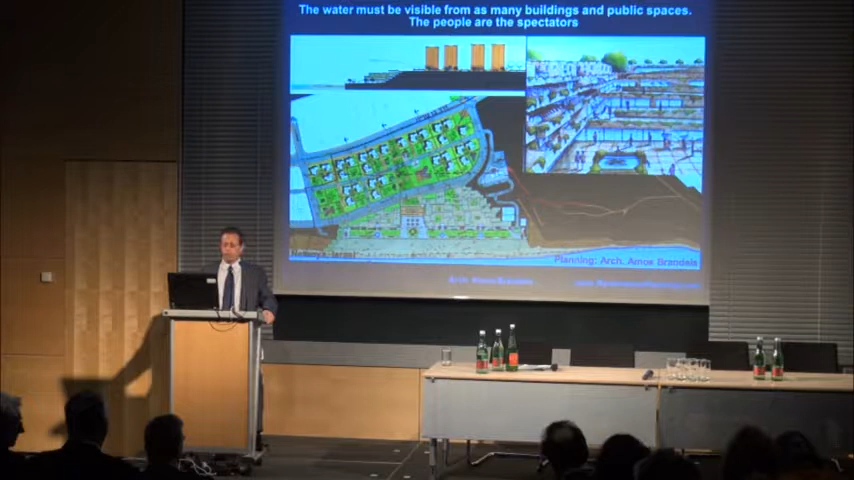 The water must be visible from as many buildings and public spaces.
The people are the spectators
Planning: Arch. Amos Brandeis